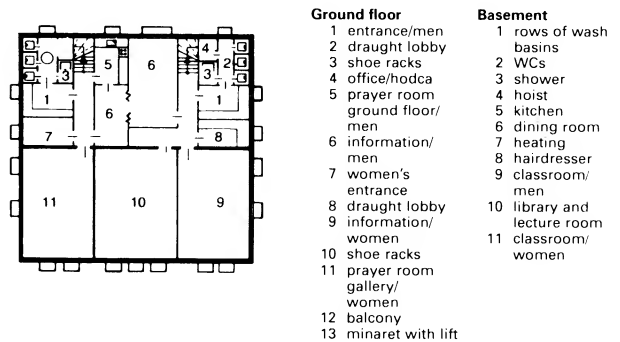 3
5
6
4
3
2
1
6
1
7
8
11
10
9
Ground floor
1 entrance/men
2 draught lobby
3 shoe racks
4 office/hodca
5 prayer room
ground floor/
men
6 information/
men
7 women's
entrance
8 draught lobby
9 information/
women
10 shoe racks
11 prayer room
gallery/
women
12 balcony
13 minaret with lift
Basement
1 rows of wash
basins
2 WCs
3 shower
4 hoist
5 kitchen
6 dining room
7 heating
8 hairdresser
9 classroom/
men
10 library and
lecture room
11 classroom/
women